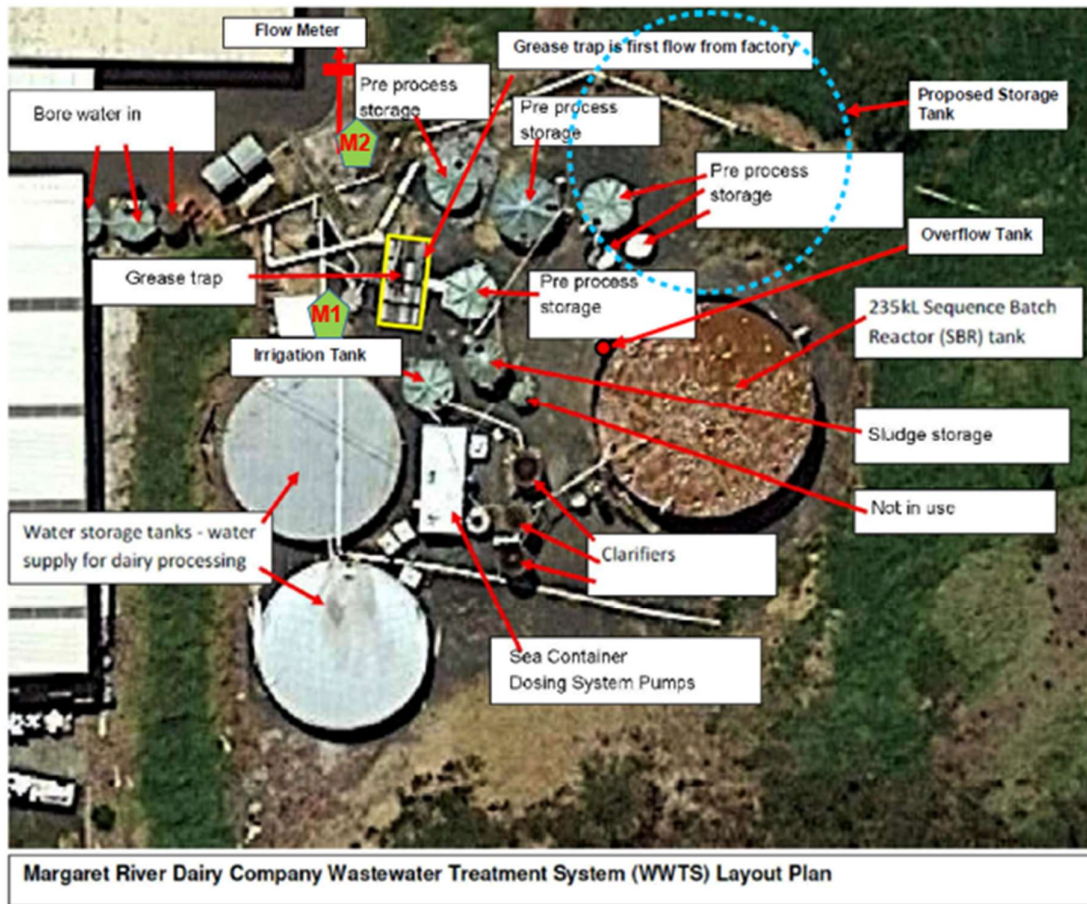 Flow Meter
Grease trap is first flow from factory
Pre process
storage
Bore water in
Pre process
storage
Proposed Storage
Tank
M2
Pre process
storage
Overflow Tank
Grease trap
Pre process
storage
235kL Sequence Batch
Reactor (SBR) tank
M1
Irrigation Tank
Sludge storage
Not in use
Water storage tanks - water
supply for dairy processing
Clarifiers
Sea Container
Dosing System Pumps
Margaret River Dairy Company Wastewater Treatment System (WWTS) Layout Plan